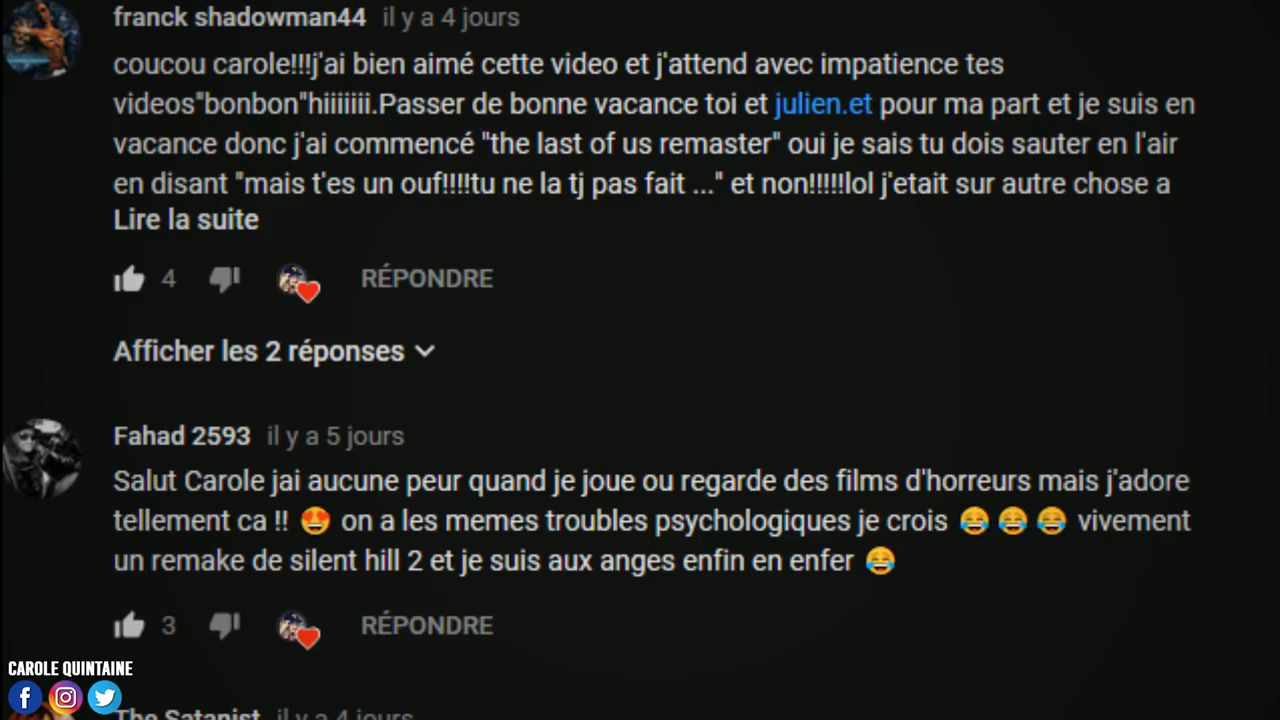 franck shadowman44 il y a 4 jours
coucou carole!!!j'ai bien aimé cette video et j'attend avec impatience tes
videos"bonbon"hiiiiiii.Passer de bonne vacance toi et julien.et pour ma part et je suis en
vacance donc j'ai commencé "the last of us remaster" oui je sais tu dois sauter en l'air
en disant "mais t'es un ouf!!!!tu ne la tj pas fait ..." et non!!!!!lol j'etait sur autre chose a
Lire la suite
4 RÉPONDRE
Afficher les 2 réponses
Fahad 2593 il y a 5 jours
Salut Carole jai aucune peur quand je joue ou regarde des films d'horreurs mais j'adore
tellement ca !! 😍 on a les memes troubles psychologiques je crois 😂 😂 😂 vivement
un remake de silent hill 2 et je suis aux anges enfin en enfer 😂
3 RÉPONDRE
CAROLE QUINTAINE
The Satanist il y a 4 jours